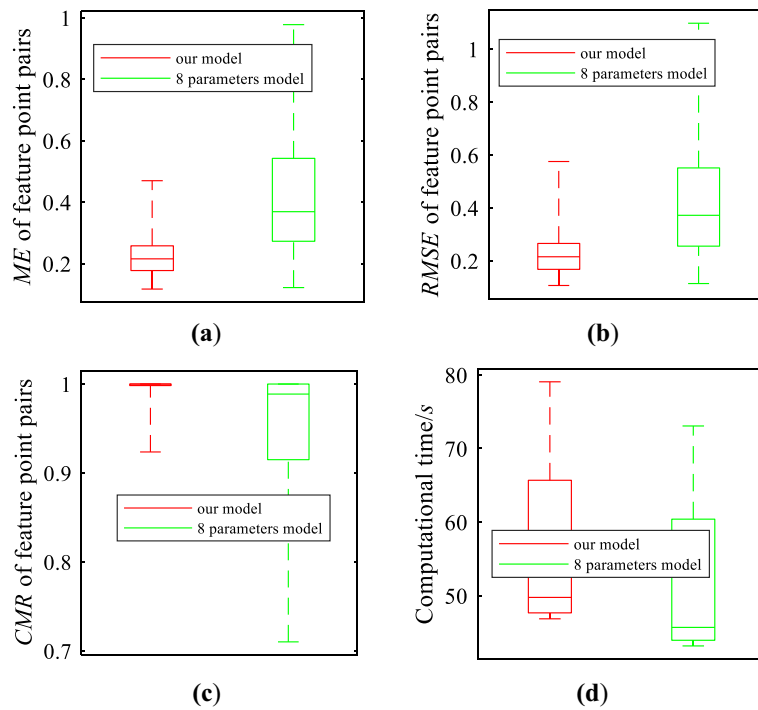 1
0.8
0.6
0.4
0.2
ME of feature point pairs
our model
8 parameters model
(a)
1
0.8
0.6
0.4
0.2
RMSE of feature point pairs
our model
8 parameters model
(b)
1
0.9
0.8
0.7
CMR of feature point pairs
our model
8 parameters model
(c)
80
70
60
50
Computational time/s
our model
8 parameters model
(d)